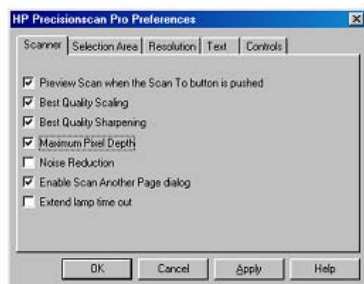 HP Precisionscan Pro Preferences
Scanner Selection Area Resolution Text Controls
Preview Scan when the Scan To button is pushed
Best Quality Scaling
Best Quality Sharpening
Maximum Pixel Depth
Noise Reduction
Enable Scan Another Page dialog
Extend lamp time out
OK Cancel Apply Help